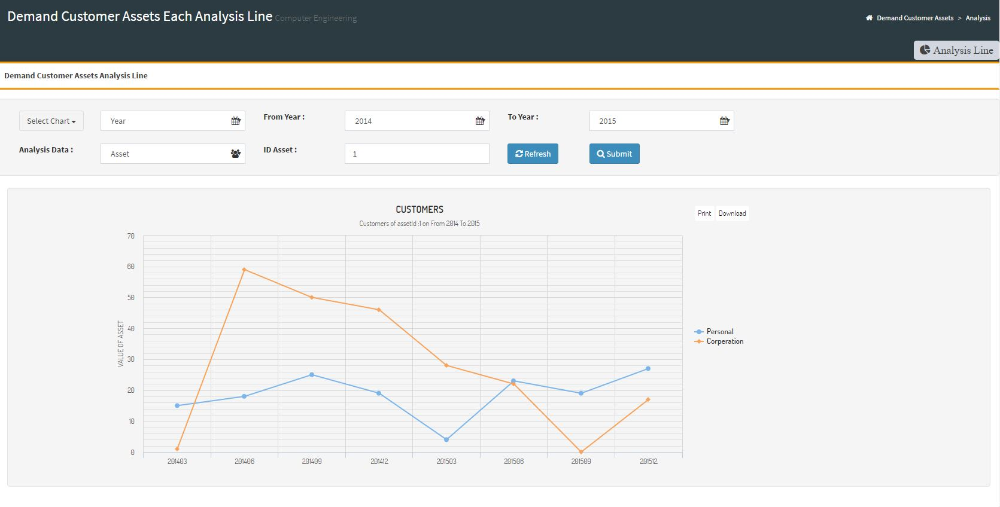 Demand Customer Assets Each Analysis Line Computer Engineering
Demand Customer Assets > Analysis
Analysis Line
Demand Customer Assets Analysis Line
Select Chart
Year
From Year :
2014
To Year :
2015
Analysis Data :
Asset
ID Asset :
1
Refresh
Submit
CUSTOMERS
Customers of assetId :1 on From 2014 To 2015
Print
Download
VALUE OF ASSET
70
60
50
40
30
20
10
0
201403
201406
201409
201412
201503
201506
201509
201512
Personal
Corperation